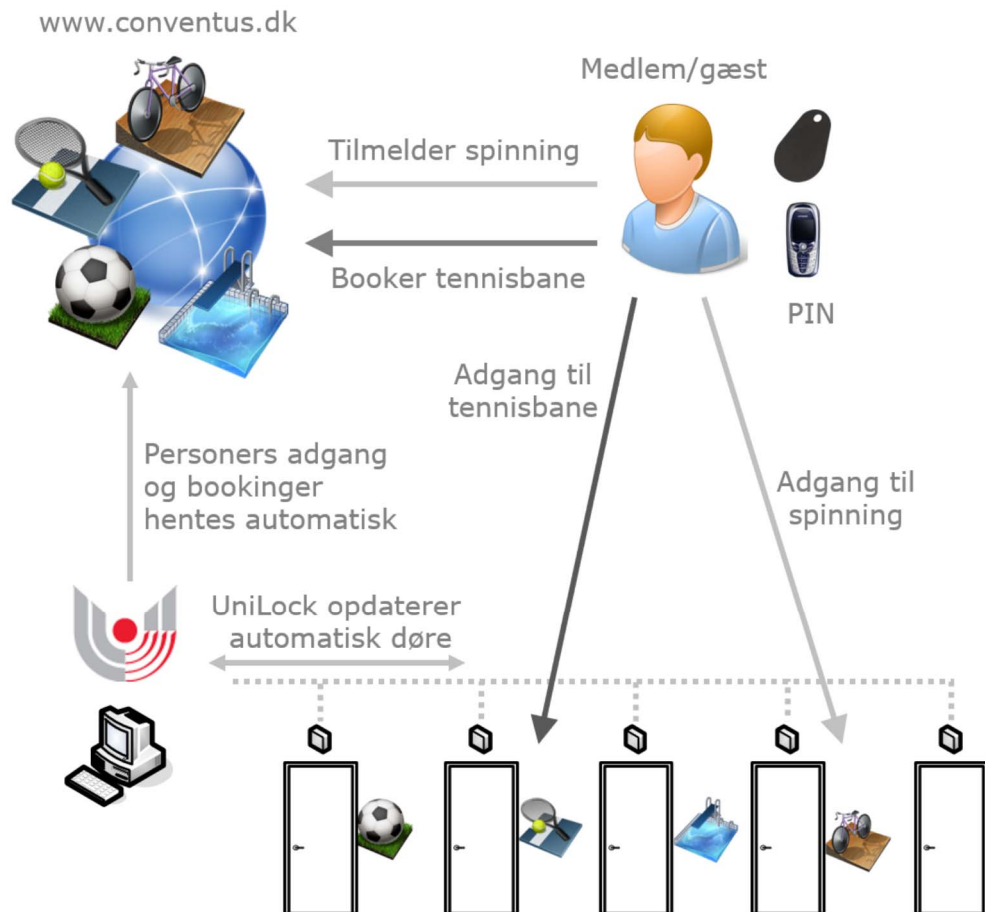 www.conventus.dk
Medlem/gæst
Tilmelder spinning
Booker tennisbane
PIN
Adgang til
tennisbane
Personers adgang
og bookinger
hentes automatisk
Adgang til
spinning
UniLock opdaterer
automatisk døre